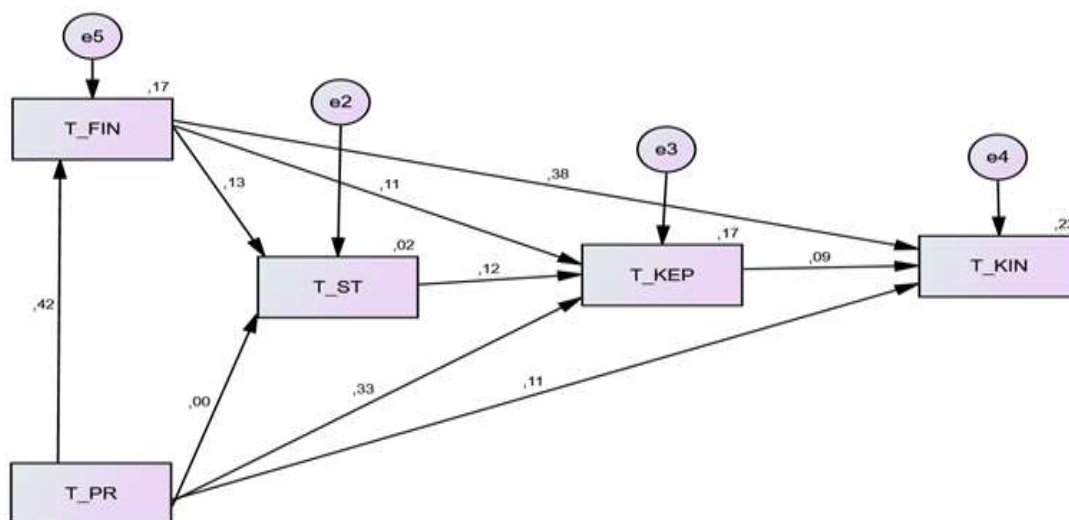 e5
,17
T_FIN
e2
,13
,11
,38
e3
e4
,02
,17
T_ST
,12
T_KEP
,09
T_KIN
,42
,00
,33
,11
T_PR